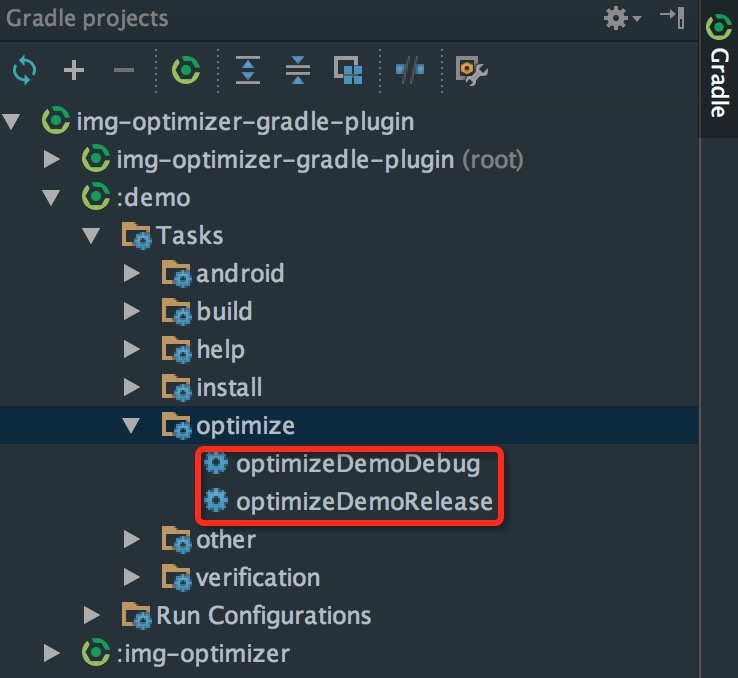 Gradle projects
Gradle
img-optimizer-gradle-plugin
img-optimizer-gradle-plugin (root)
:demo
Tasks
android
build
help
install
optimize
optimizeDemoDebug
optimizeDemoRelease
other
verification
Run Configurations
:img-optimizer